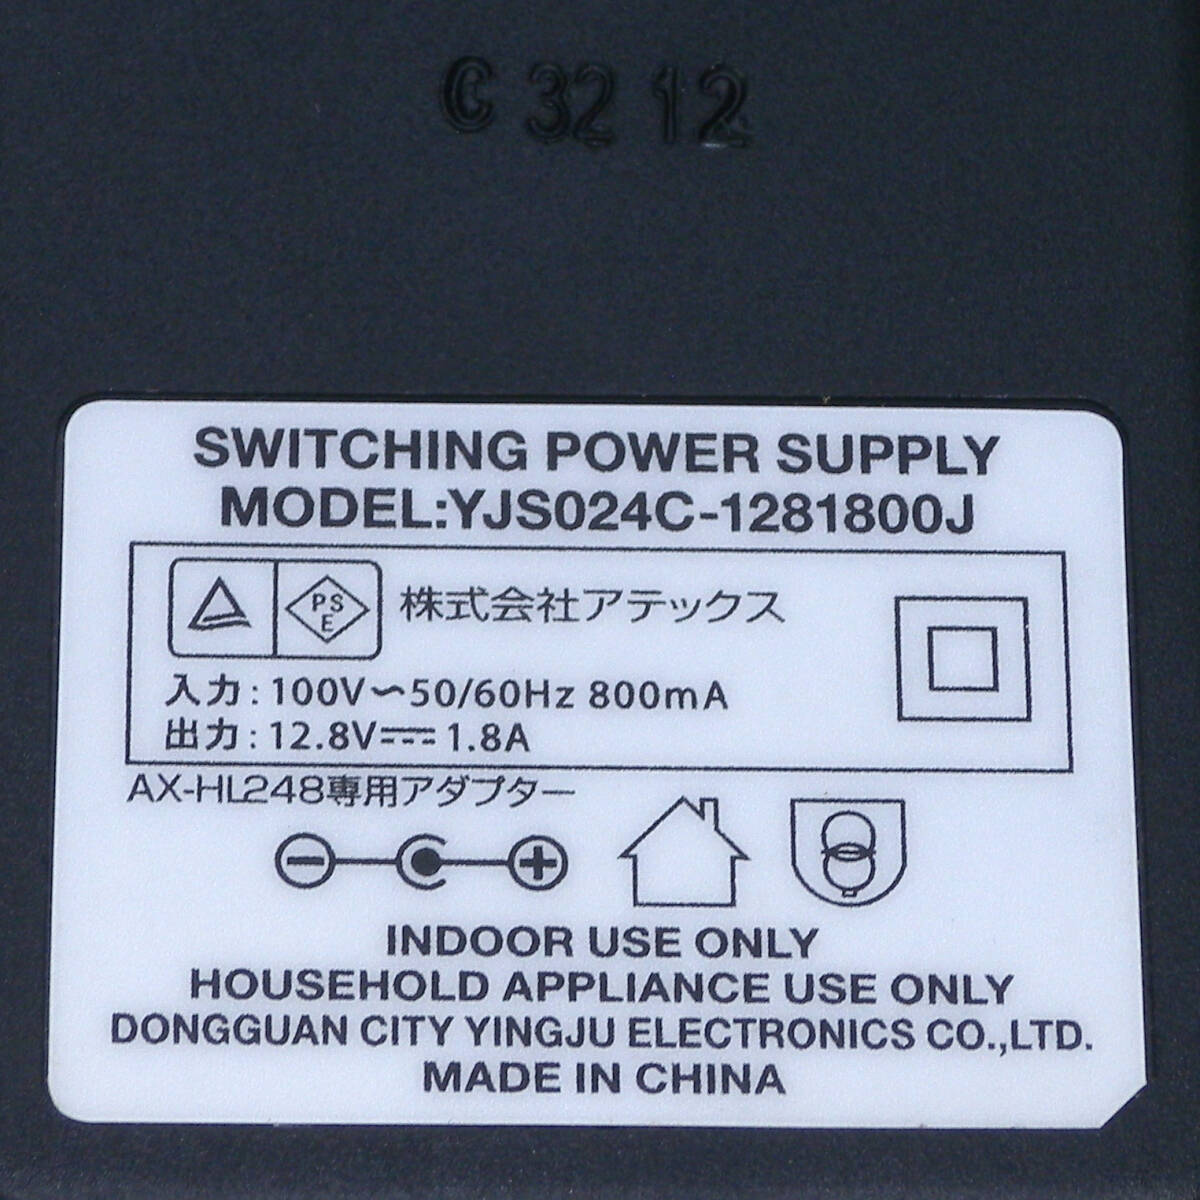 C 32 12
SWITCHING POWER SUPPLY
MODEL:YJS024C-1281800J
PS
E
株式会社アテックス
入力 : 100V∼50/60Hz 800mA
出力 : 12.8V⎓1.8A
AX-HL248専用アダプター
INDOOR USE ONLY
HOUSEHOLD APPLIANCE USE ONLY
DONGGUAN CITY YINGJU ELECTRONICS CO.,LTD.
MADE IN CHINA